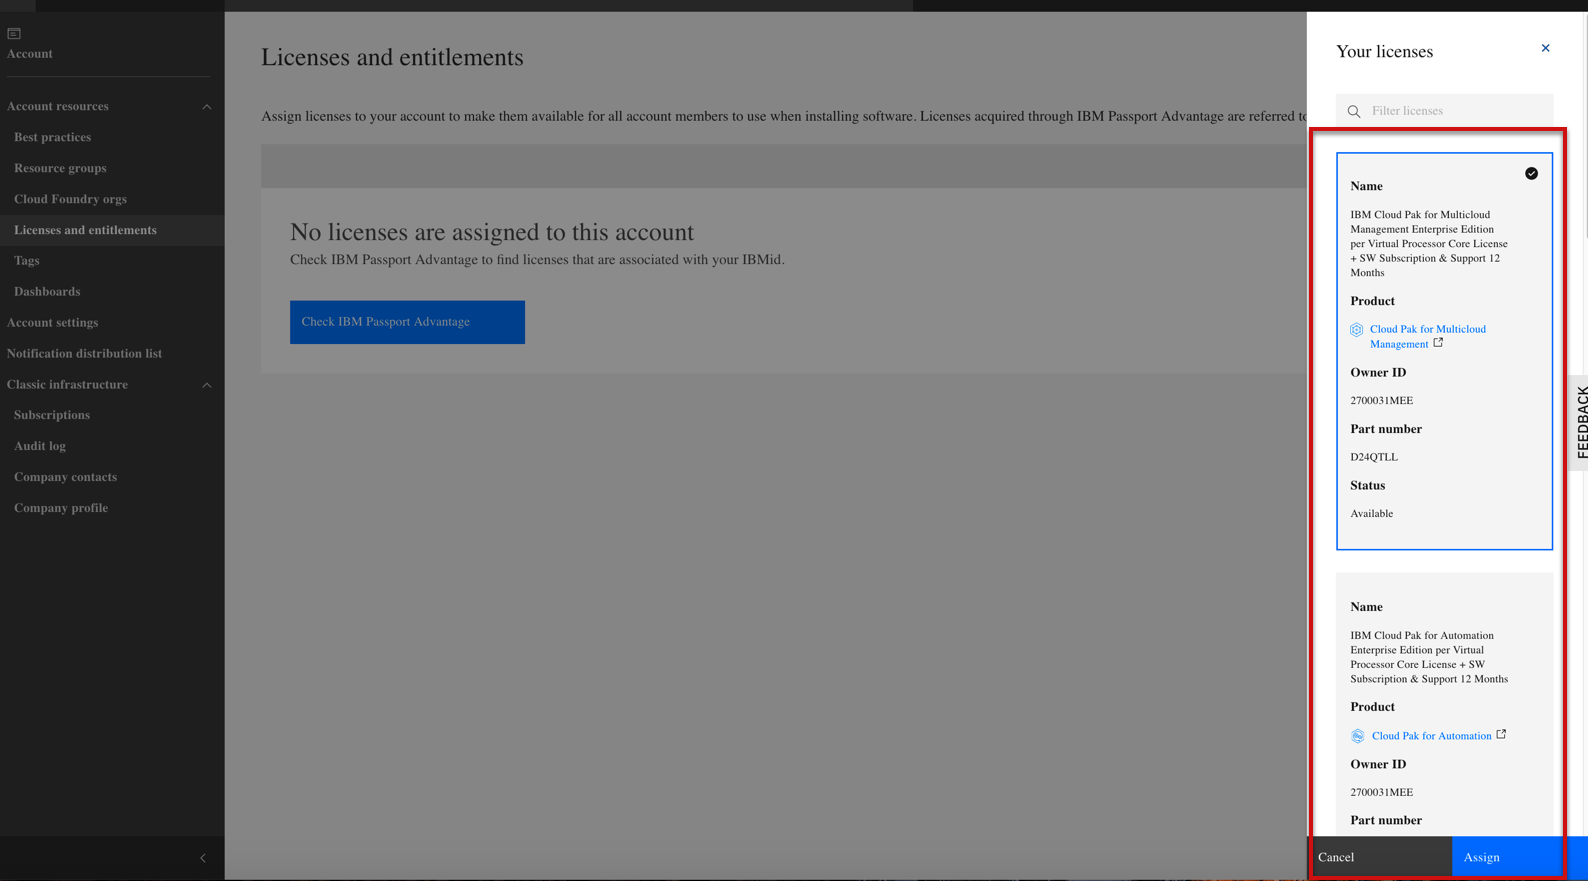 Account
Account resources
Best practices
Resource groups
Cloud Foundry orgs
Licenses and entitlements
Tags
Dashboards
Account settings
Notification distribution list
Classic infrastructure
Subscriptions
Audit log
Company contacts
Company profile
Licenses and entitlements
Assign licenses to your account to make them available for all account members to use when installing software. Licenses acquired through IBM Passport Advantage are referred to
No licenses are assigned to this account
Check IBM Passport Advantage to find licenses that are associated with your IBMid.
Check IBM Passport Advantage
Your licenses
Filter licenses
Name
IBM Cloud Pak for Multicloud
Management Enterprise Edition
per Virtual Processor Core License
+ SW Subscription & Support 12
Months
Product
Cloud Pak for Multicloud
Management
Owner ID
2700031MEE
Part number
D24QTLL
Status
Available
Name
IBM Cloud Pak for Automation
Enterprise Edition per Virtual
Processor Core License + SW
Subscription & Support 12 Months
Product
Cloud Pak for Automation
Owner ID
2700031MEE
Part number
Cancel
Assign
FEEDBACK